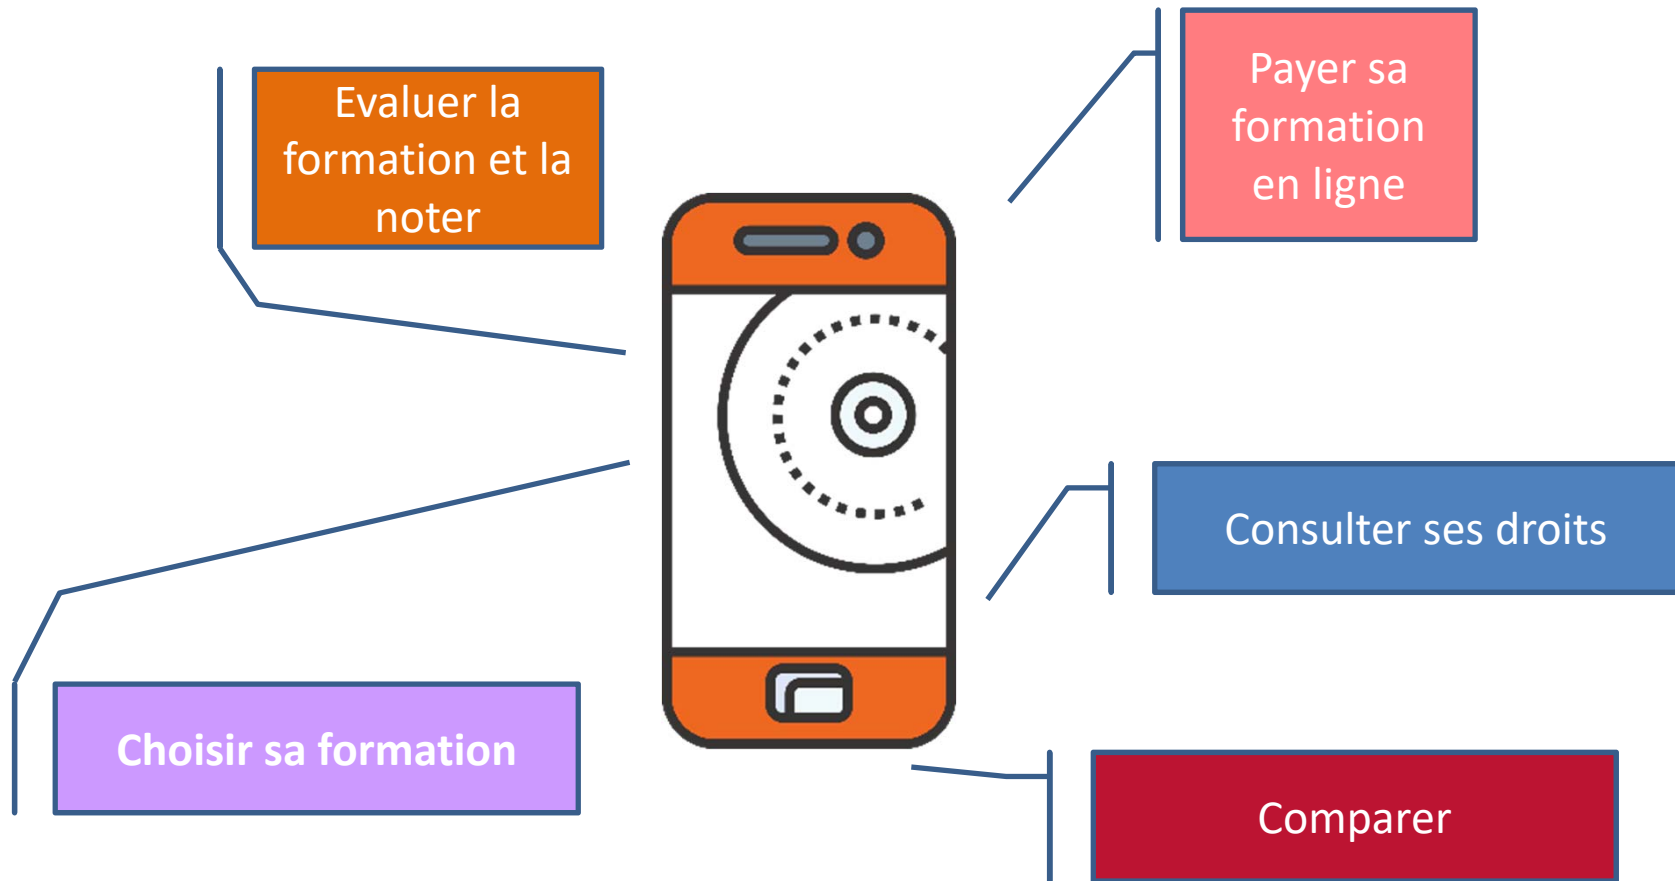 Evaluer la
formation et la
noter
Payer sa
formation
en ligne
Consulter ses droits
Choisir sa formation
Comparer